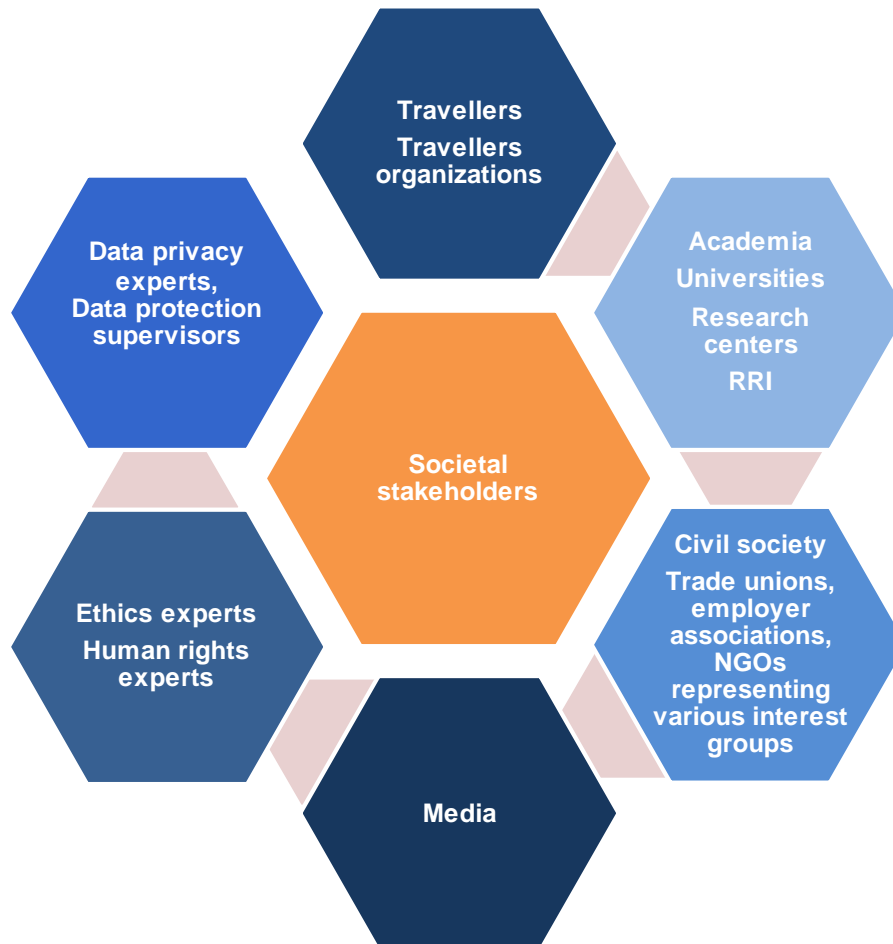 Travellers
Travellers
organizations
Data privacy
experts,
Data protection
supervisors
Academia
Universities
Research
centers
RRI
Societal
stakeholders
Ethics experts
Human rights
experts
Civil society
Trade unions,
employer
associations,
NGOs
representing
various interest
groups
Media